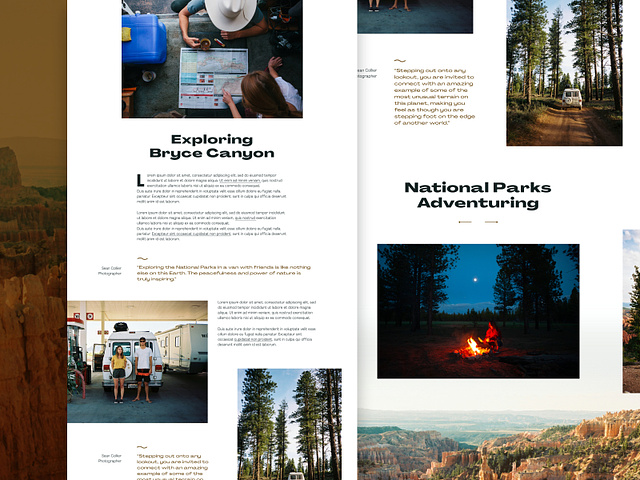 Exploring
Bryce Canyon
Lorem ipsum dolor sit amet, consectetur adipiscing elit, sed do eiusmod tempor
incididunt ut labore et dolore magna aliqua. Ut enim ad minim veniam, quis nostrud
exercitation ullamco laboris nisi ut aliquip ex ea commodo consequat.
Duis aute irure dolor in reprehenderit in voluptate velit esse cillum dolore eu fugiat nulla
pariatur. Excepteur sint occaecat cupidatat non proident, sunt in culpa qui officia deserunt
mollit anim id est laborum.
Lorem ipsum dolor sit amet, consectetur adipiscing elit, sed do eiusmod tempor incididunt
ut labore et dolore magna aliqua. Ut enim ad minim veniam, quis nostrud exercitation
ullamco laboris nisi ut aliquip ex ea commodo consequat.
Duis aute irure dolor in reprehenderit in voluptate velit esse cillum dolore eu fugiat nulla
pariatur. Excepteur sint occaecat cupidatat non proident, sunt in culpa qui officia deserunt
mollit anim id est laborum.
Sean Collier
Photographer
"Exploring the National Parks in a van with friends is like nothing
else on this Earth. The peacefulness and power of nature is
truly inspiring."
Lorem ipsum dolor sit amet, consectetur adipiscing elit, sed
do eiusmod tempor incididunt ut labore et dolore magna
aliqua. Ut enim ad minim veniam, quis nostrud exercitation
ullamco laboris nisi ut aliquip ex ea commodo consequat.
Duis aute irure dolor in reprehenderit in voluptate velit esse
cillum dolore eu fugiat nulla pariatur. Excepteur sint
occaecat cupidatat non proident, sunt in culpa qui officia
deserunt mollit anim id est laborum.
Sean Collier
Photographer
"Stepping out onto any
lookout, you are invited to
connect with an amazing
example of some of the
most unusual terrain on
Sean Collier
"Stepping out onto any
lookout, you are invited to
connect with an amazing
example of some of the
most unusual terrain on
this planet, making you
feel as though you are
stepping foot on the edge
of another world."
National Parks
Adventuring